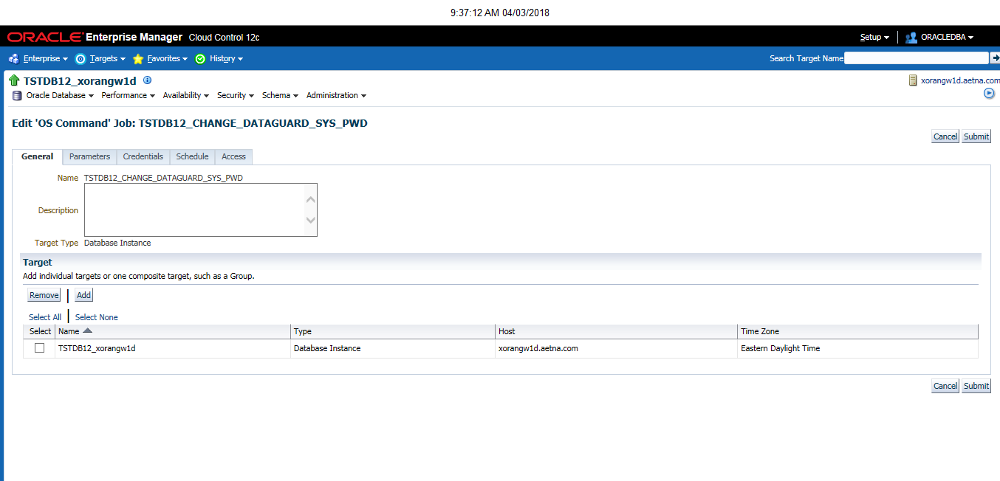 9:37:12 AM 04/03/2018
ORACLE Enterprise Manager Cloud Control 12c
Setup ORACLEDBA
Enterprise Targets Favorites History Search Target Name
TSTDB12_xorangw1d
xorangw1d.aetna.com
Oracle Database Performance Availability Security Schema Administration
Edit 'OS Command' Job: TSTDB12_CHANGE_DATAGUARD_SYS_PWD
Cancel Submit
General Parameters Credentials Schedule Access
Name TSTDB12_CHANGE_DATAGUARD_SYS_PWD
Description
Target Type Database Instance
Target
Add individual targets or one composite target, such as a Group.
Remove Add
Select All Select None
Select Name Type Host Time Zone
TSTDB12_xorangw1d Database Instance xorangw1d.aetna.com Eastern Daylight Time
Cancel Submit